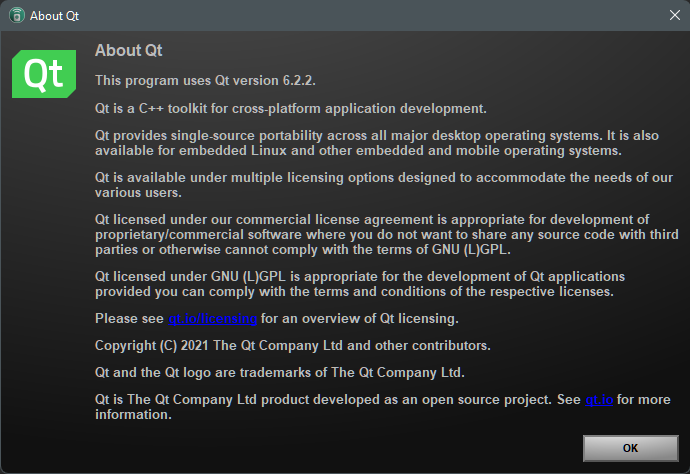 About Qt
Qt
About Qt
This program uses Qt version 6.2.2.
Qt is a C++ toolkit for cross-platform application development.
Qt provides single-source portability across all major desktop operating systems. It is also
available for embedded Linux and other embedded and mobile operating systems.
Qt is available under multiple licensing options designed to accommodate the needs of our
various users.
Qt licensed under our commercial license agreement is appropriate for development of
proprietary/commercial software where you do not want to share any source code with third
parties or otherwise cannot comply with the terms of GNU (L)GPL.
Qt licensed under GNU (L)GPL is appropriate for the development of Qt applications
provided you can comply with the terms and conditions of the respective licenses.
Please see qt.io/licensing for an overview of Qt licensing.
Copyright (C) 2021 The Qt Company Ltd and other contributors.
Qt and the Qt logo are trademarks of The Qt Company Ltd.
Qt is The Qt Company Ltd product developed as an open source project. See qt.io for more
information.
OK